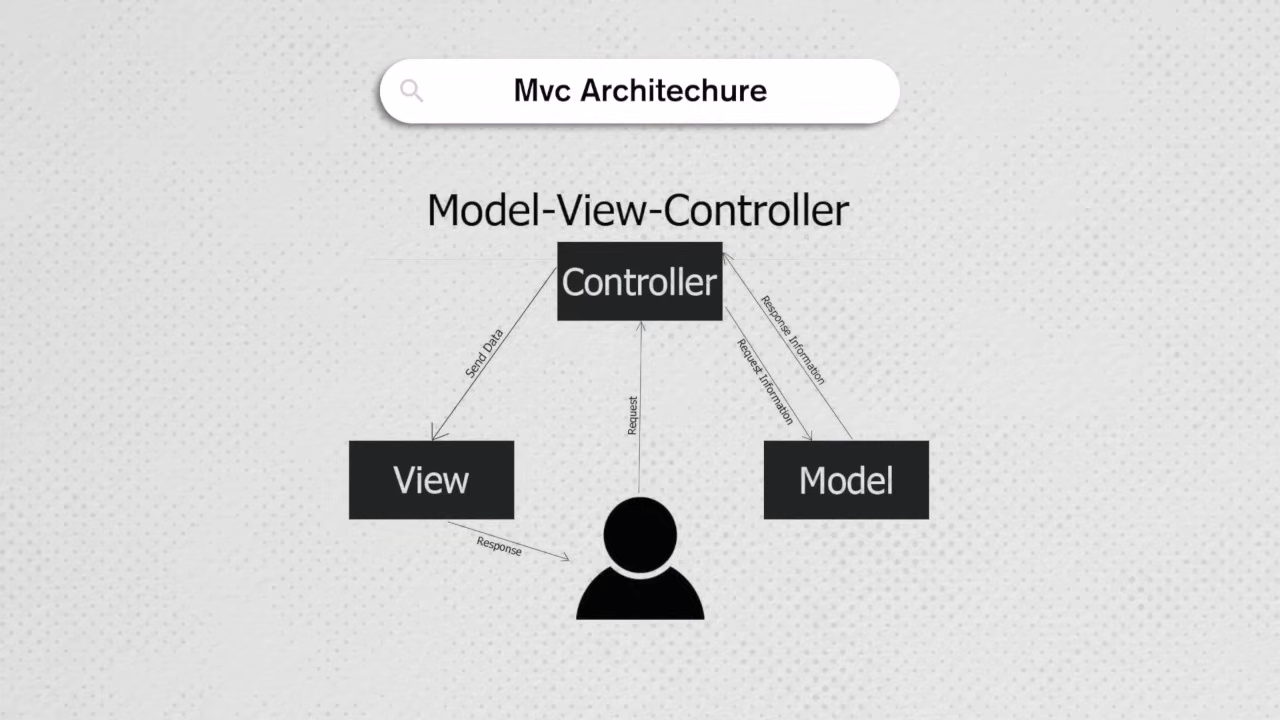 Mvc Architechure
Model-View-Controller
Controller
Send Data
Request
Request Information
Response Information
View
Model
Response